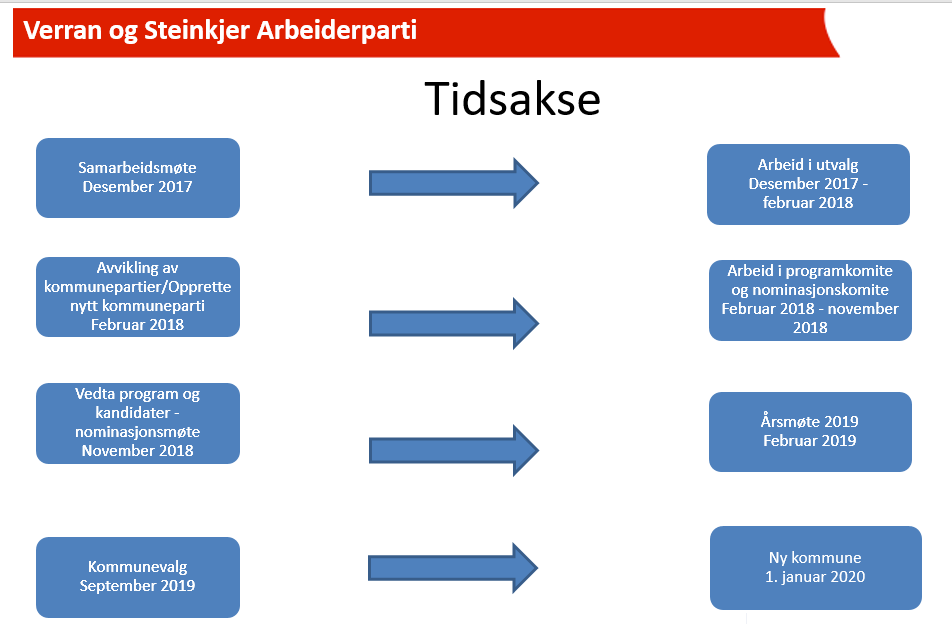 Verran og Steinkjer Arbeiderparti
Tidsakse
Samarbeidsmøte
Desember 2017
Arbeid i utvalg
Desember 2017 -
februar 2018
Avvikling av
kommunepartier/Opprette
nytt kommuneparti
Februar 2018
Arbeid i programkomite
og nominasjonskomite
Februar 2018 - november
2018
Vedta program og
kandidater -
nominasjonsmøte
November 2018
Årsmøte 2019
Februar 2019
Kommunevalg
September 2019
Ny kommune
1. januar 2020